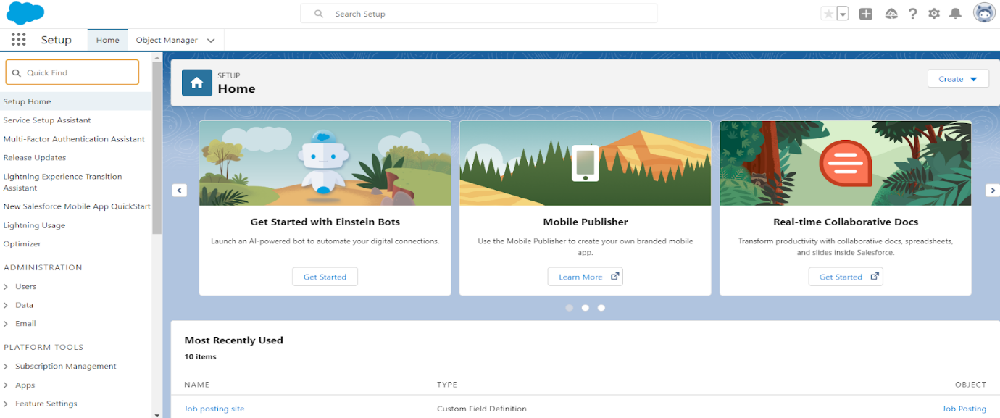 Search Setup
Setup
Home
Object Manager
Quick Find
Setup Home
Service Setup Assistant
Multi-Factor Authentication Assistant
Release Updates
Lightning Experience Transition
Assistant
New Salesforce Mobile App QuickStart
Lightning Usage
Optimizer
ADMINISTRATION
Users
Data
Email
PLATFORM TOOLS
Subscription Management
Apps
Feature Settings
SETUP
Home
Create
Get Started with Einstein Bots
Launch an AI-powered bot to automate your digital connections.
Get Started
Mobile Publisher
Use the Mobile Publisher to create your own branded mobile
app.
Learn More
Real-time Collaborative Docs
Transform productivity with collaborative docs, spreadsheets,
and slides inside Salesforce.
Get Started
Most Recently Used
10 items
NAME TYPE OBJECT
Job posting site Custom Field Definition Job Posting